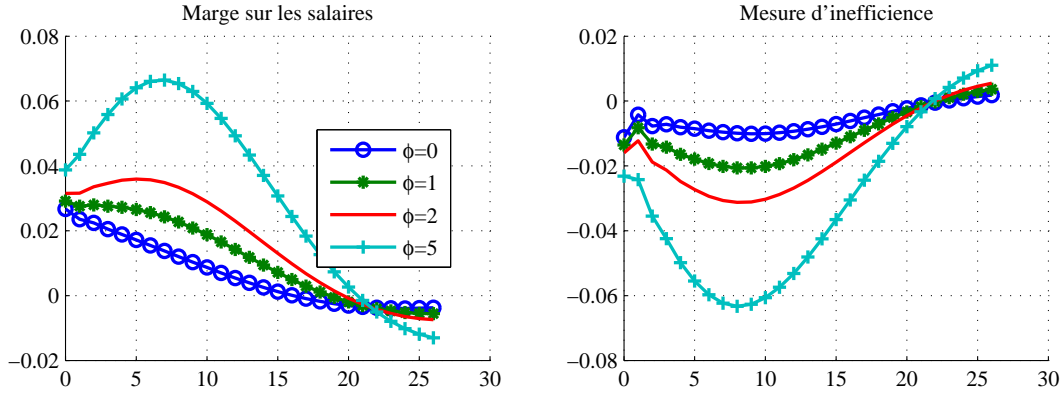 Marge sur les salaires
0.08
0.06
0.04
0.02
0
−0.02
0 5 10 15 20 25 30
ϕ=0
ϕ=1
ϕ=2
ϕ=5
Mesure d'inefficience
0.02
0
−0.02
−0.04
−0.06
−0.08
0 5 10 15 20 25 30